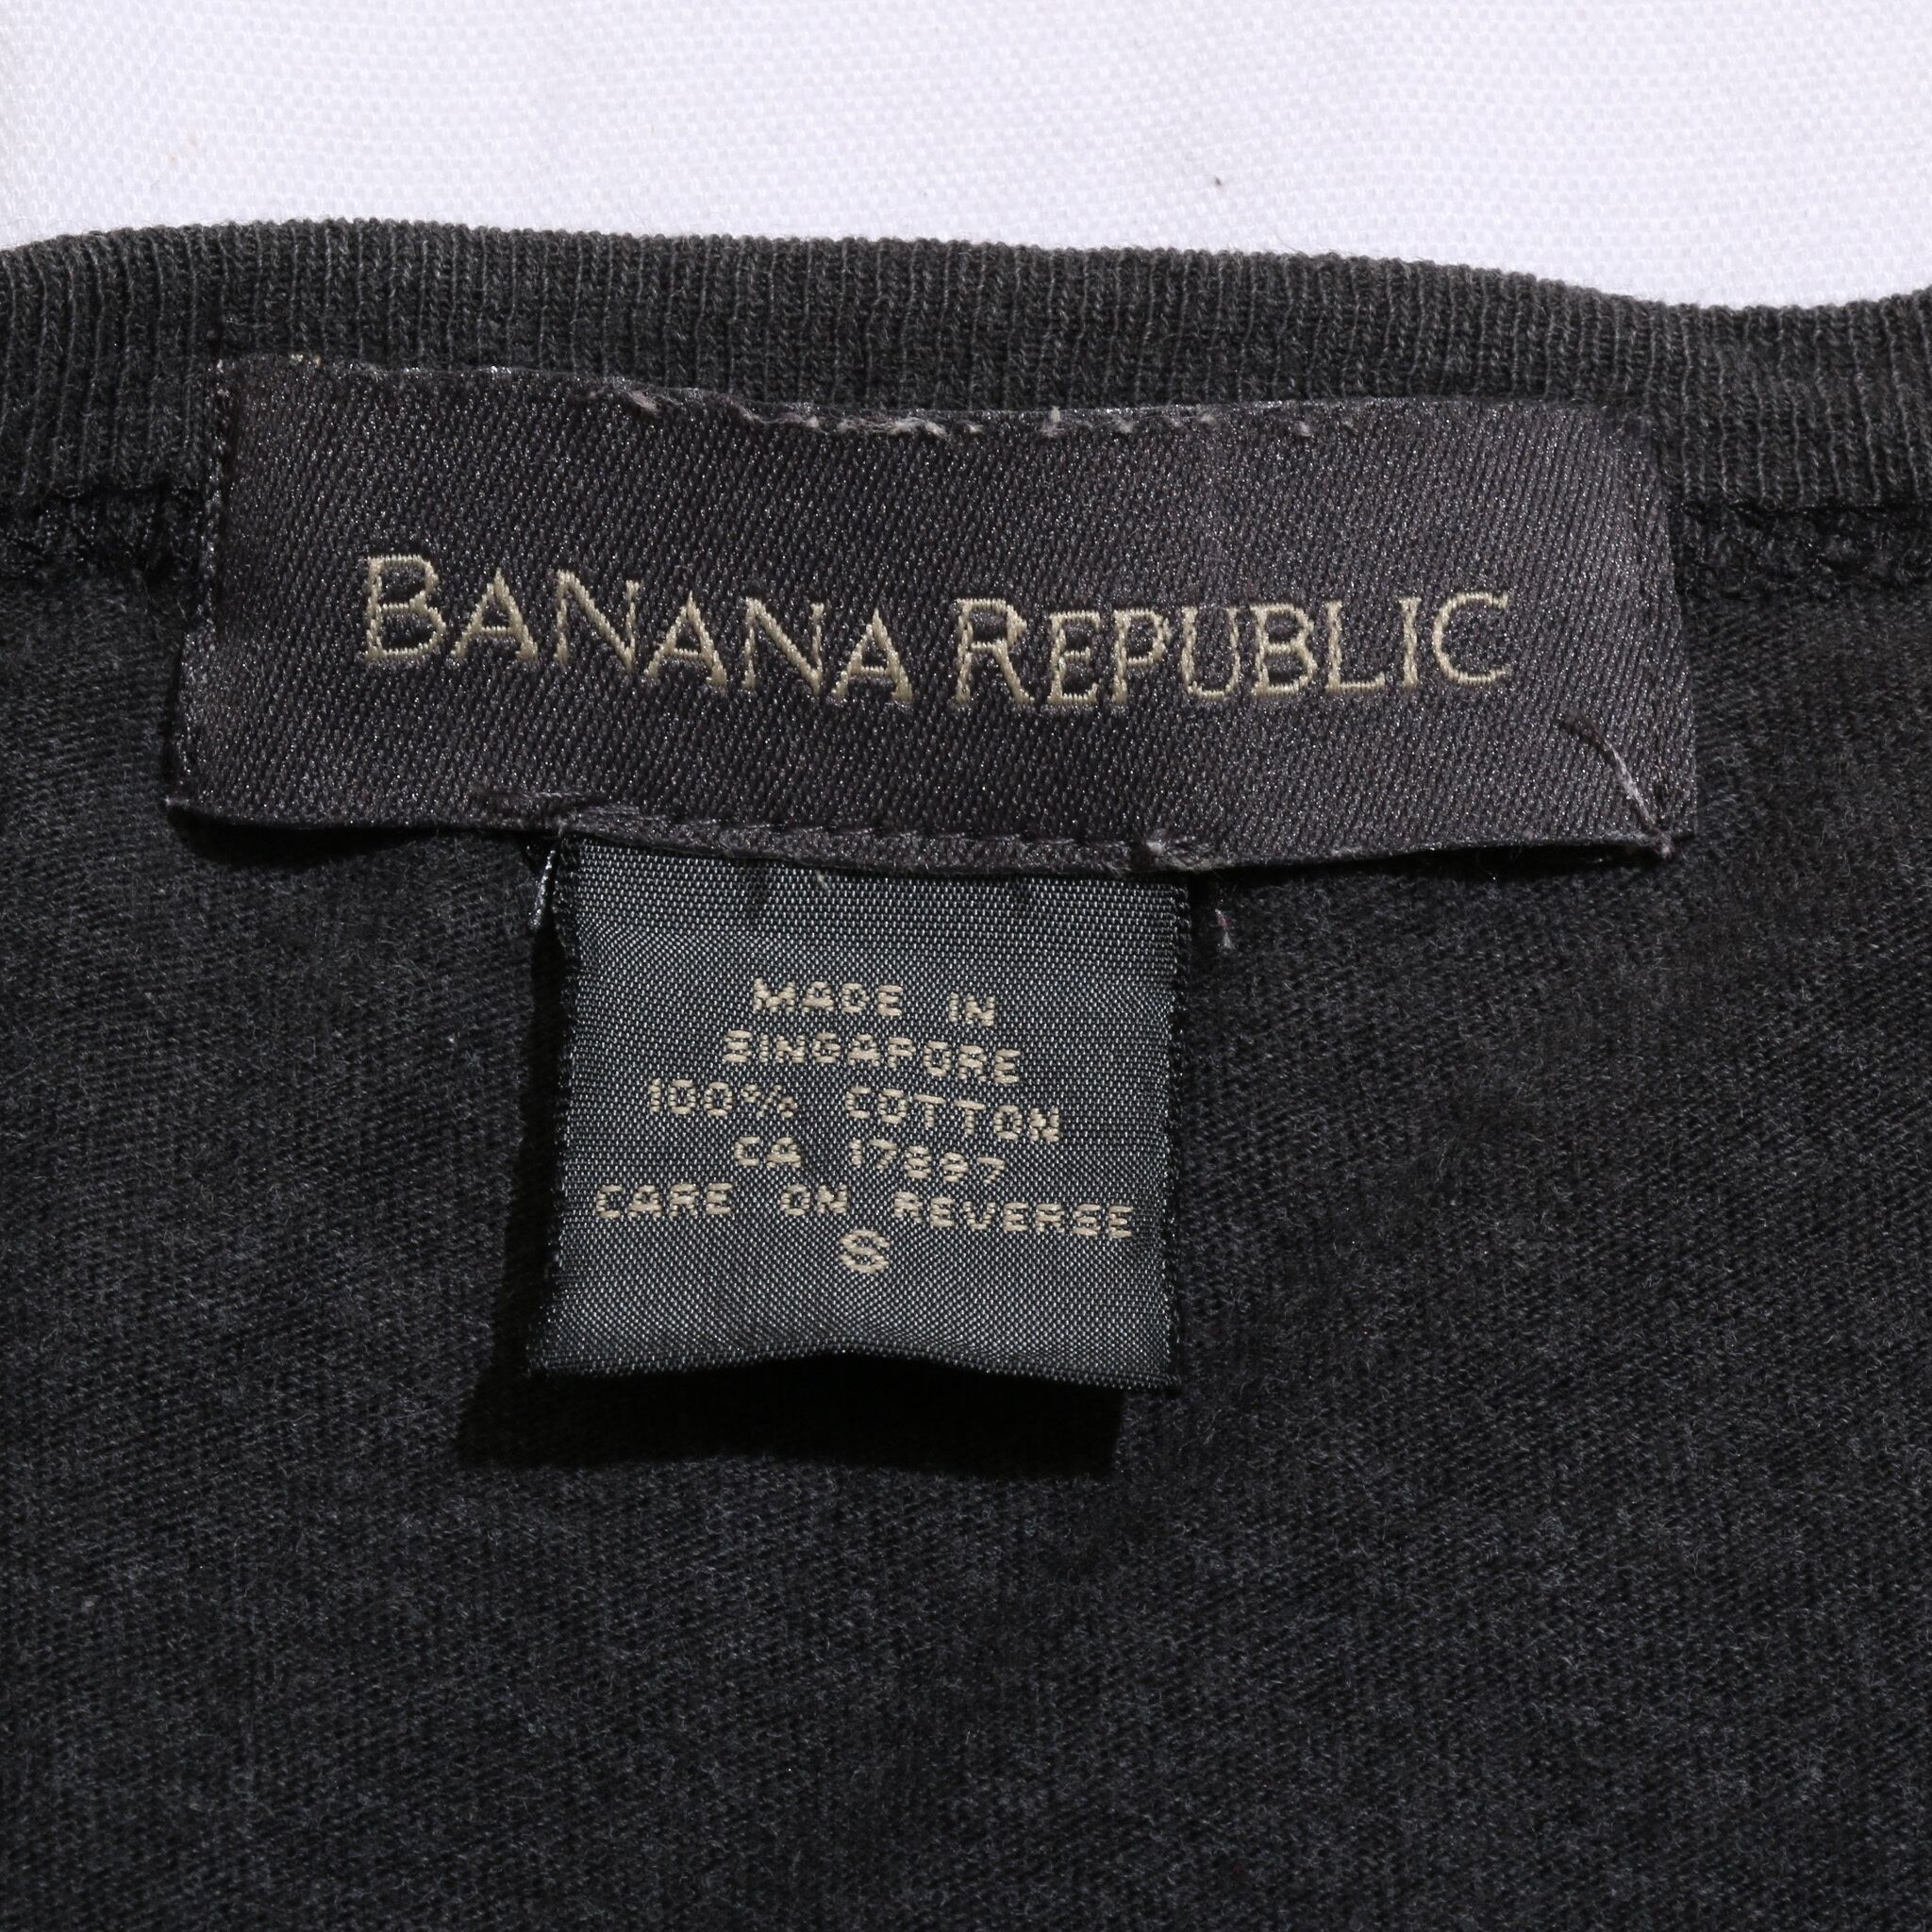 BANANA REPUBLIC
MADE IN
SINGAPORE
100% COTTON
CA 17897
CARE ON REVERSE
S